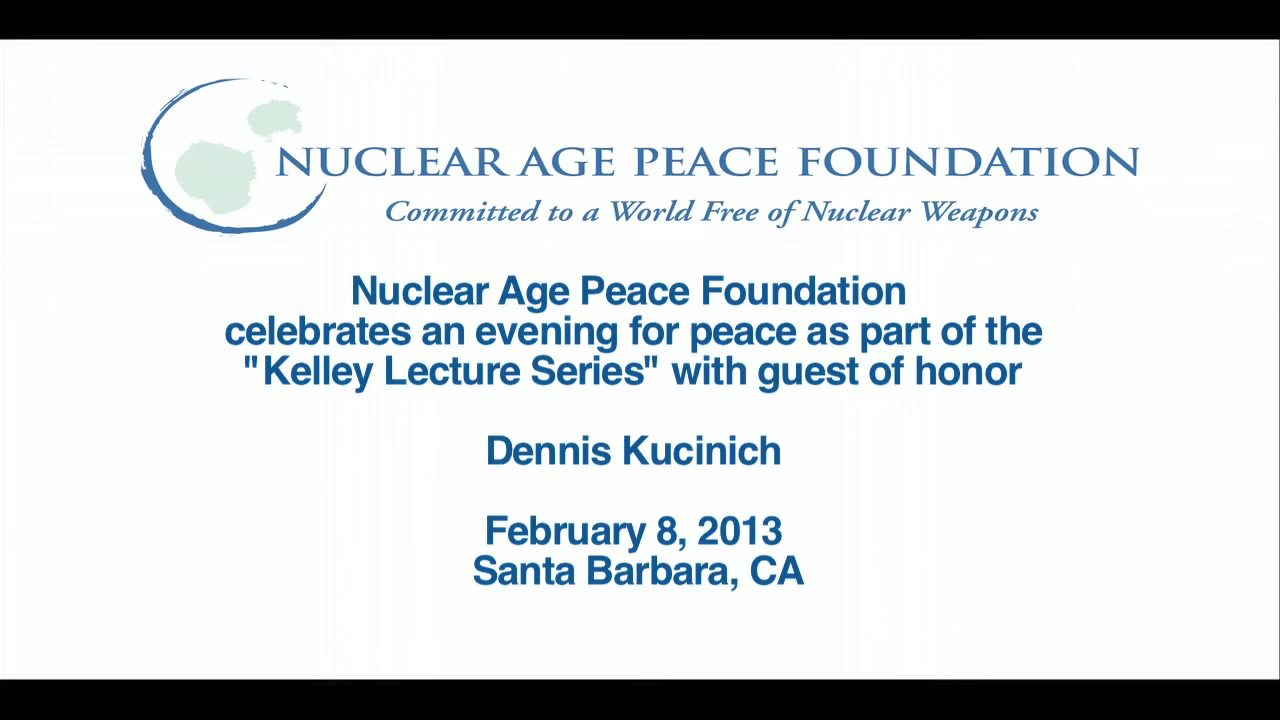 NUCLEAR AGE PEACE FOUNDATION
Committed to a World Free of Nuclear Weapons
Nuclear Age Peace Foundation
celebrates an evening for peace as part of the
"Kelley Lecture Series" with guest of honor
Dennis Kucinich
February 8, 2013
Santa Barbara, CA